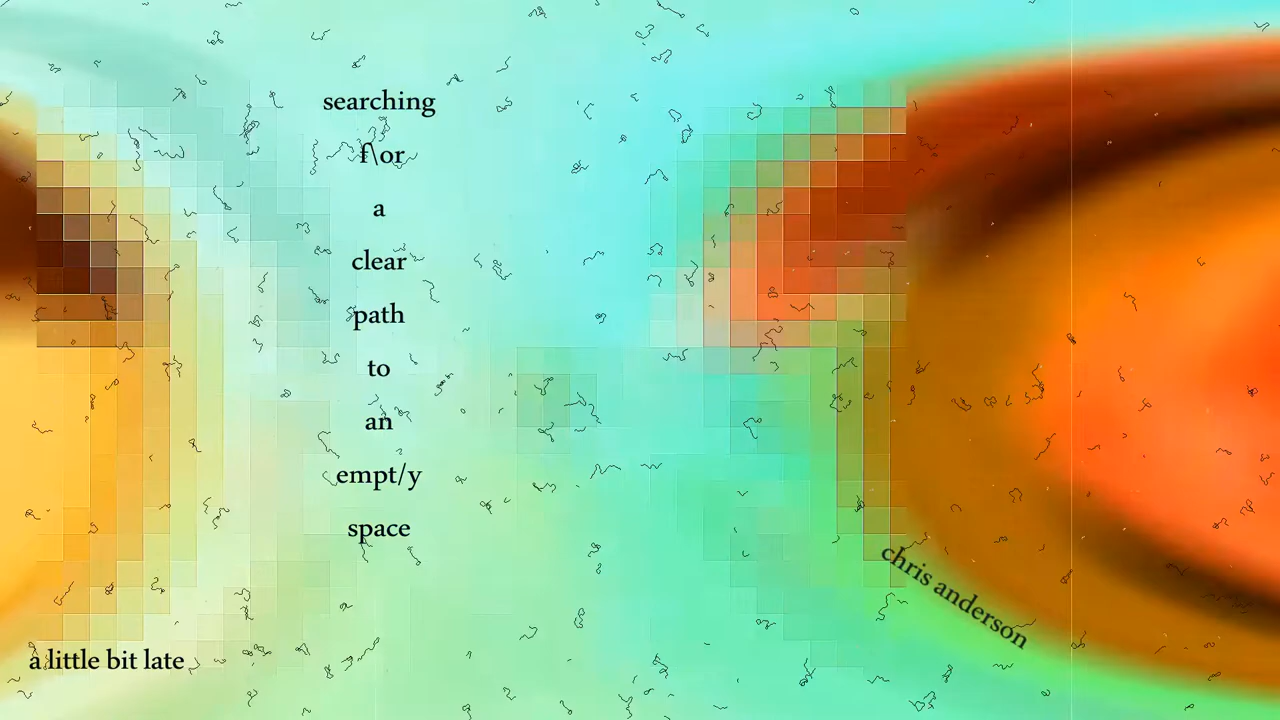 searching
f\or
a
clear
path
to
an
empt/y
space
chris anderson
a little bit late